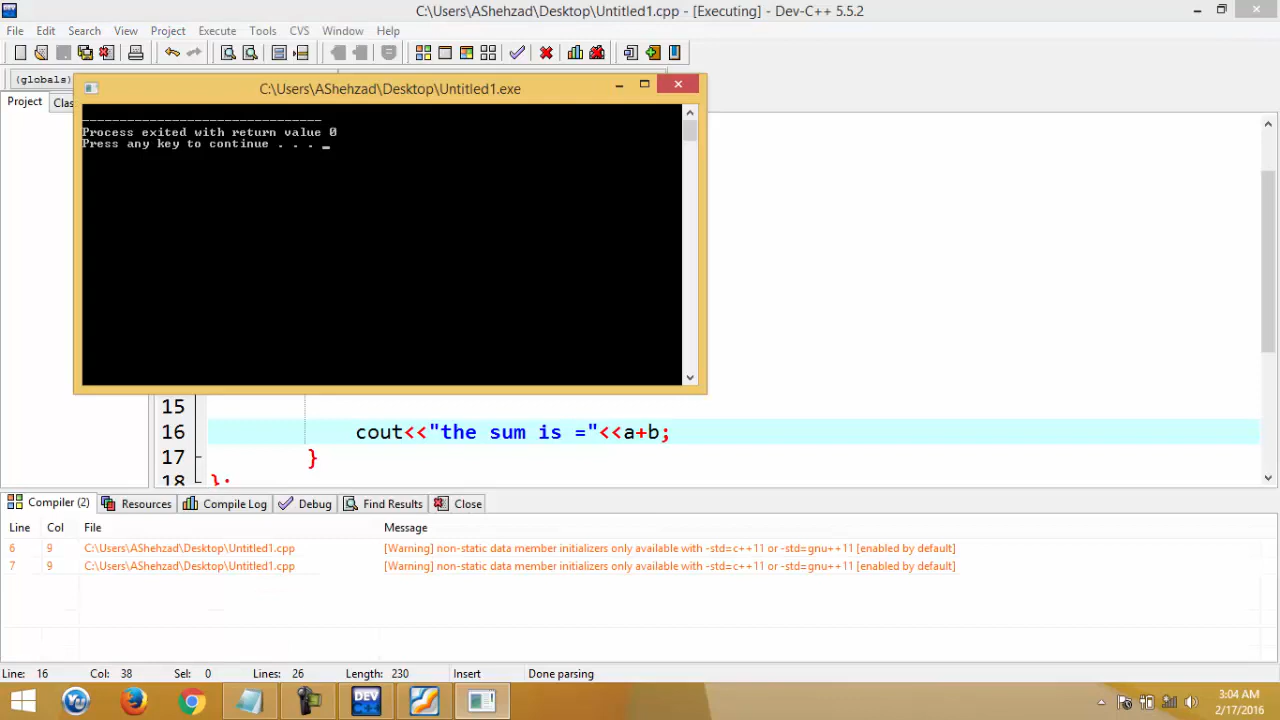 C:\Users\AShehzad\Desktop\Untitled1.cpp - [Executing] - Dev-C++ 5.5.2
File Edit Search View Project Execute Tools CVS Window Help
(globals)
Project Clas
C:\Users\AShehzad\Desktop\Untitled1.exe
--------------------------------
Process exited with return value 0
Press any key to continue . . . _
15
16 cout<<"the sum is ="<<a+b;
17 }
18 };
Compiler (2) Resources Compile Log Debug Find Results Close
Line Col File Message
6 9 C:\Users\AShehzad\Desktop\Untitled1.cpp [Warning] non-static data member initializers only available with -std=c++11 or -std=gnu++11 [enabled by default]
7 9 C:\Users\AShehzad\Desktop\Untitled1.cpp [Warning] non-static data member initializers only available with -std=c++11 or -std=gnu++11 [enabled by default]
Line: 16 Col: 38 Sel: 0 Lines: 26 Length: 230 Insert Done parsing
DEV
3:04 AM
2/17/2016